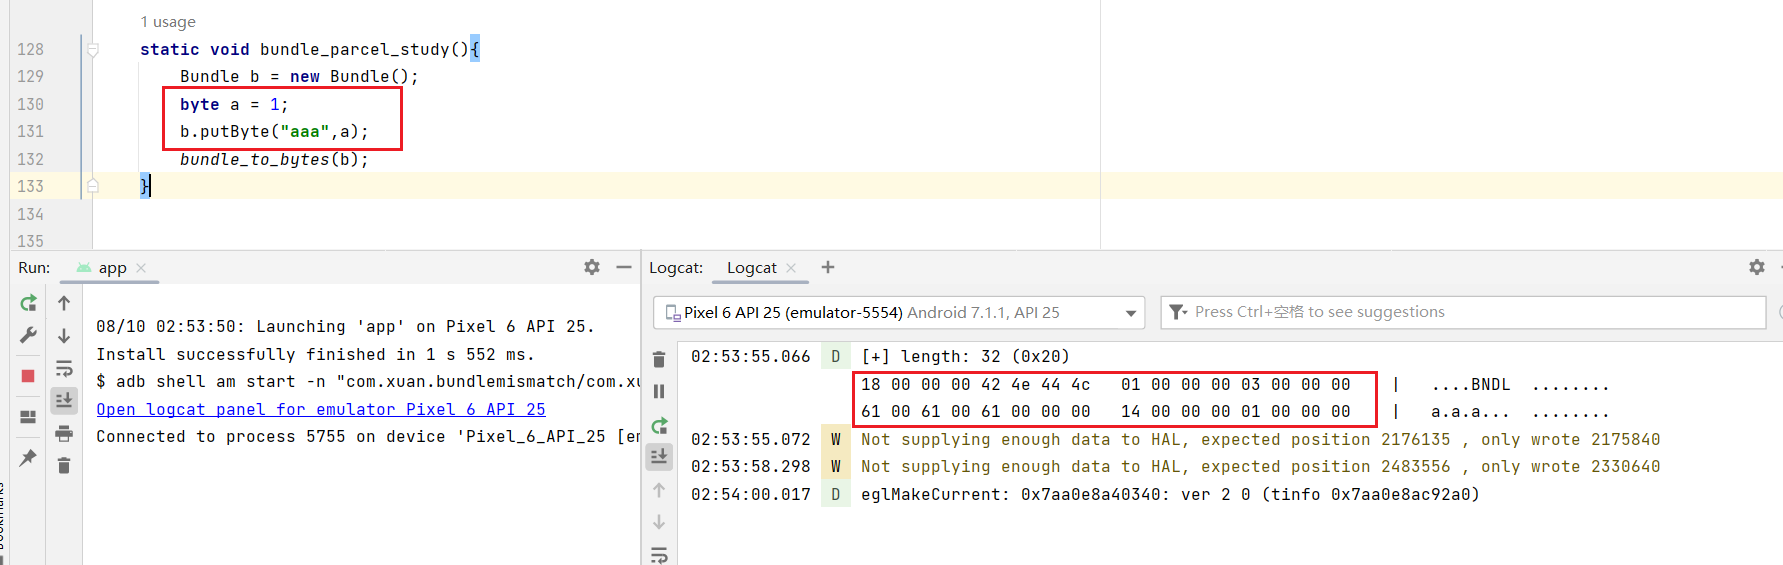 1 usage
128 static void bundle_parcel_study(){
129 Bundle b = new Bundle();
130 byte a = 1;
131 b.putByte("aaa",a);
132 bundle_to_bytes(b);
133 }
134
135
Run: app
08/10 02:53:50: Launching 'app' on Pixel 6 API 25.
Install successfully finished in 1 s 552 ms.
$ adb shell am start -n "com.xuan.bundlemismatch/com.xu
Open logcat panel for emulator Pixel 6 API 25
Connected to process 5755 on device 'Pixel_6_API_25 [em
Logcat: Logcat
Pixel 6 API 25 (emulator-5554) Android 7.1.1, API 25
Press Ctrl+空格 to see suggestions
02:53:55.066 D [+] length: 32 (0x20)
18 00 00 00 42 4e 44 4c 01 00 00 00 03 00 00 00 | ....BNDL ........
61 00 61 00 61 00 00 00 14 00 00 00 01 00 00 00 | a.a.a... ........
02:53:55.072 W Not supplying enough data to HAL, expected position 2176135 , only wrote 2175840
02:53:58.298 W Not supplying enough data to HAL, expected position 2483556 , only wrote 2330640
02:54:00.017 D eglMakeCurrent: 0x7aa0e8a40340: ver 2 0 (tinfo 0x7aa0e8ac92a0)